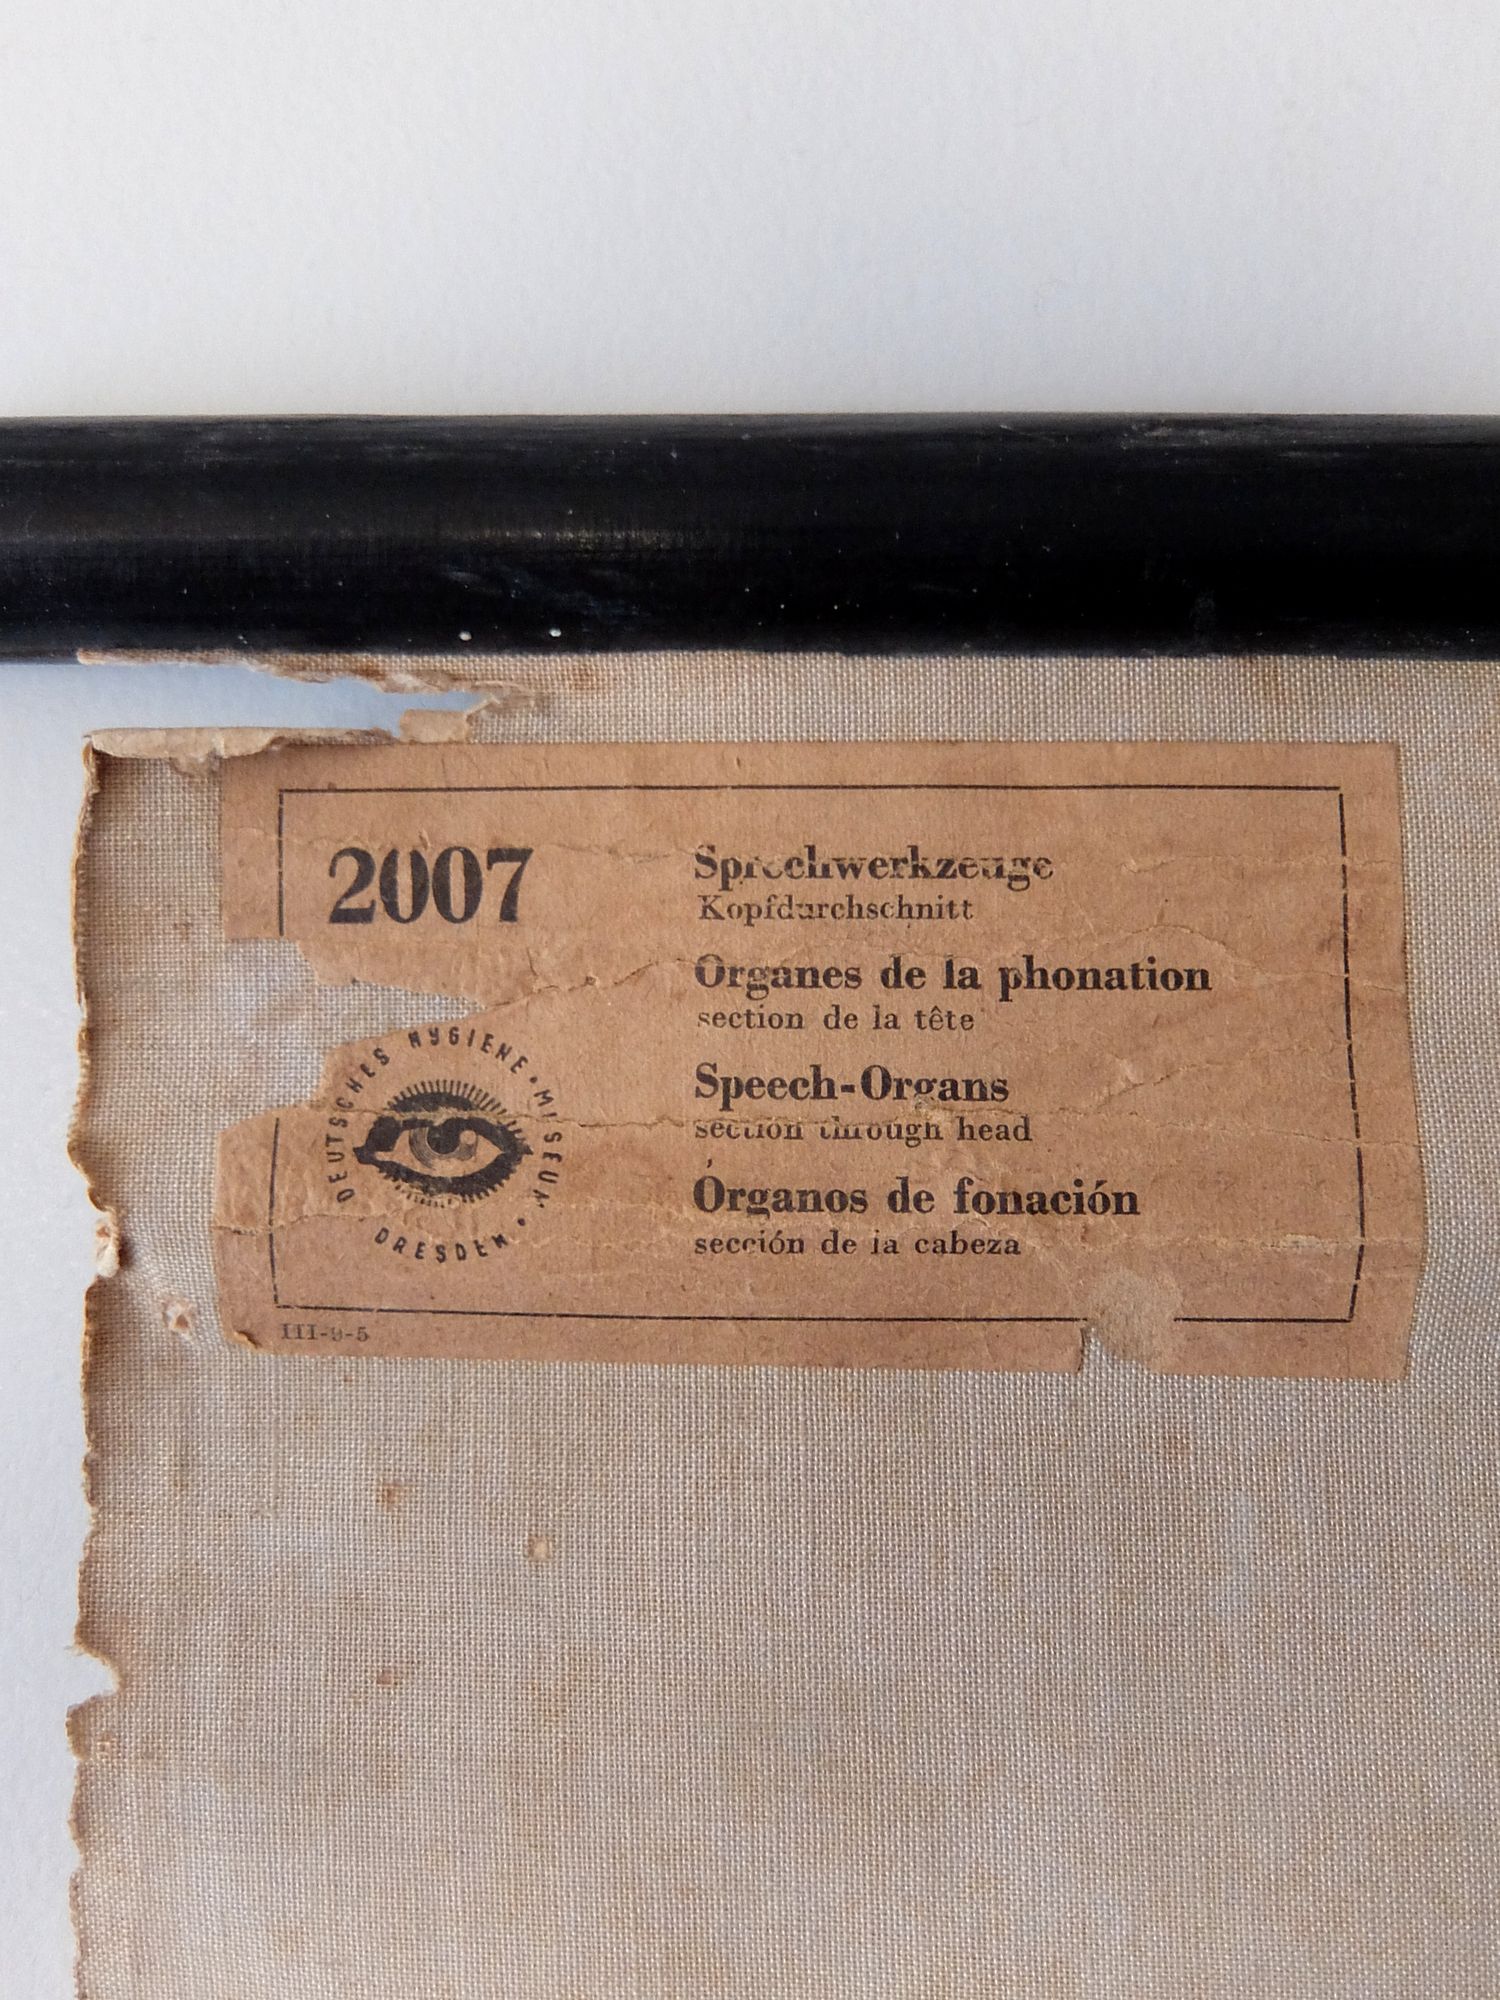 2007
Sprechwerkzeuge
Kopfdurchschnitt
Organes de la phonation
section de la tête
Speech-Organs
section through head
Órganos de fonación
sección de la cabeza
DEUTSCHES HYGIENE • MUSEUM • DRESDEN
III-9-5